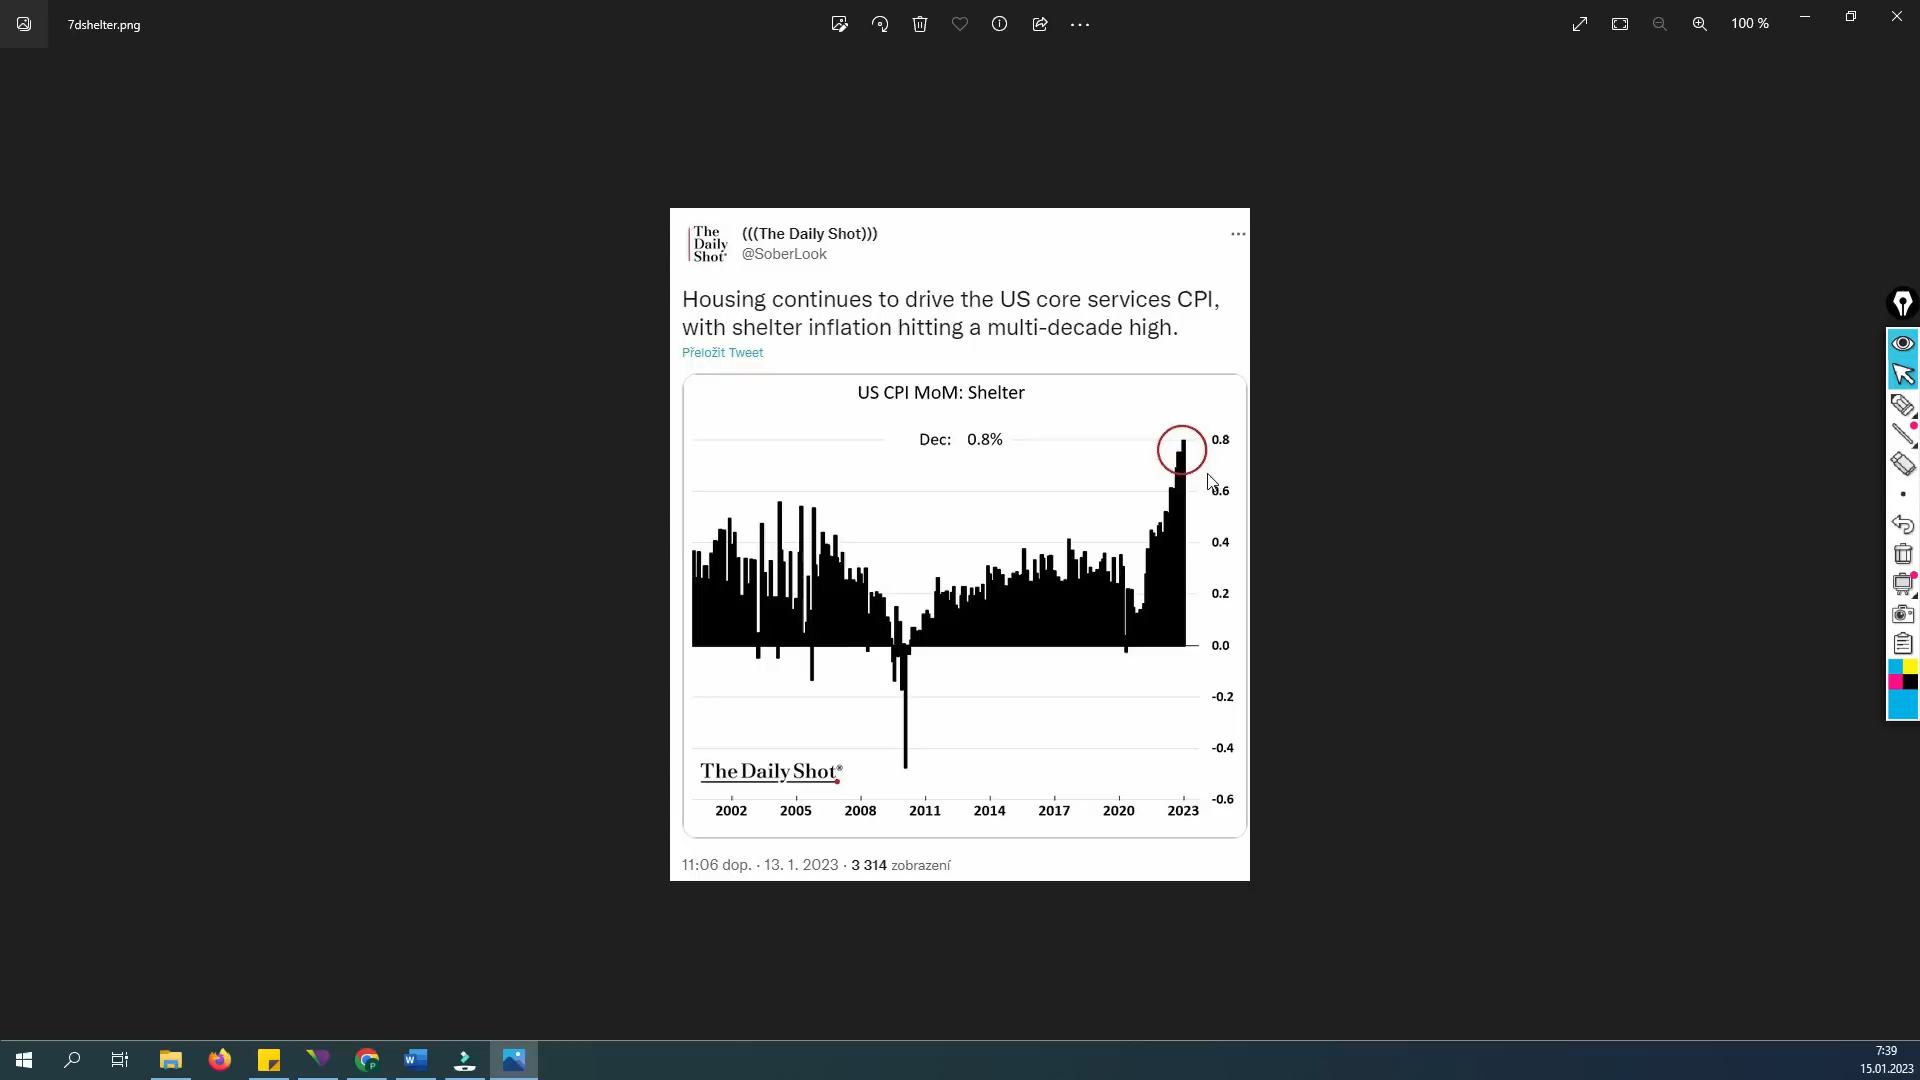 7dshelter.png
100 %
The
Daily
Shot
(((The Daily Shot)))
@SoberLook
Housing continues to drive the US core services CPI,
with shelter inflation hitting a multi-decade high.
Přeložit Tweet
US CPI MoM: Shelter
Dec: 0.8%
0.8
0.6
0.4
0.2
0.0
-0.2
-0.4
-0.6
The Daily Shot®
2002 2005 2008 2011 2014 2017 2020 2023
11:06 dop. · 13. 1. 2023 · 3 314 zobrazení
7:39
15.01.2023